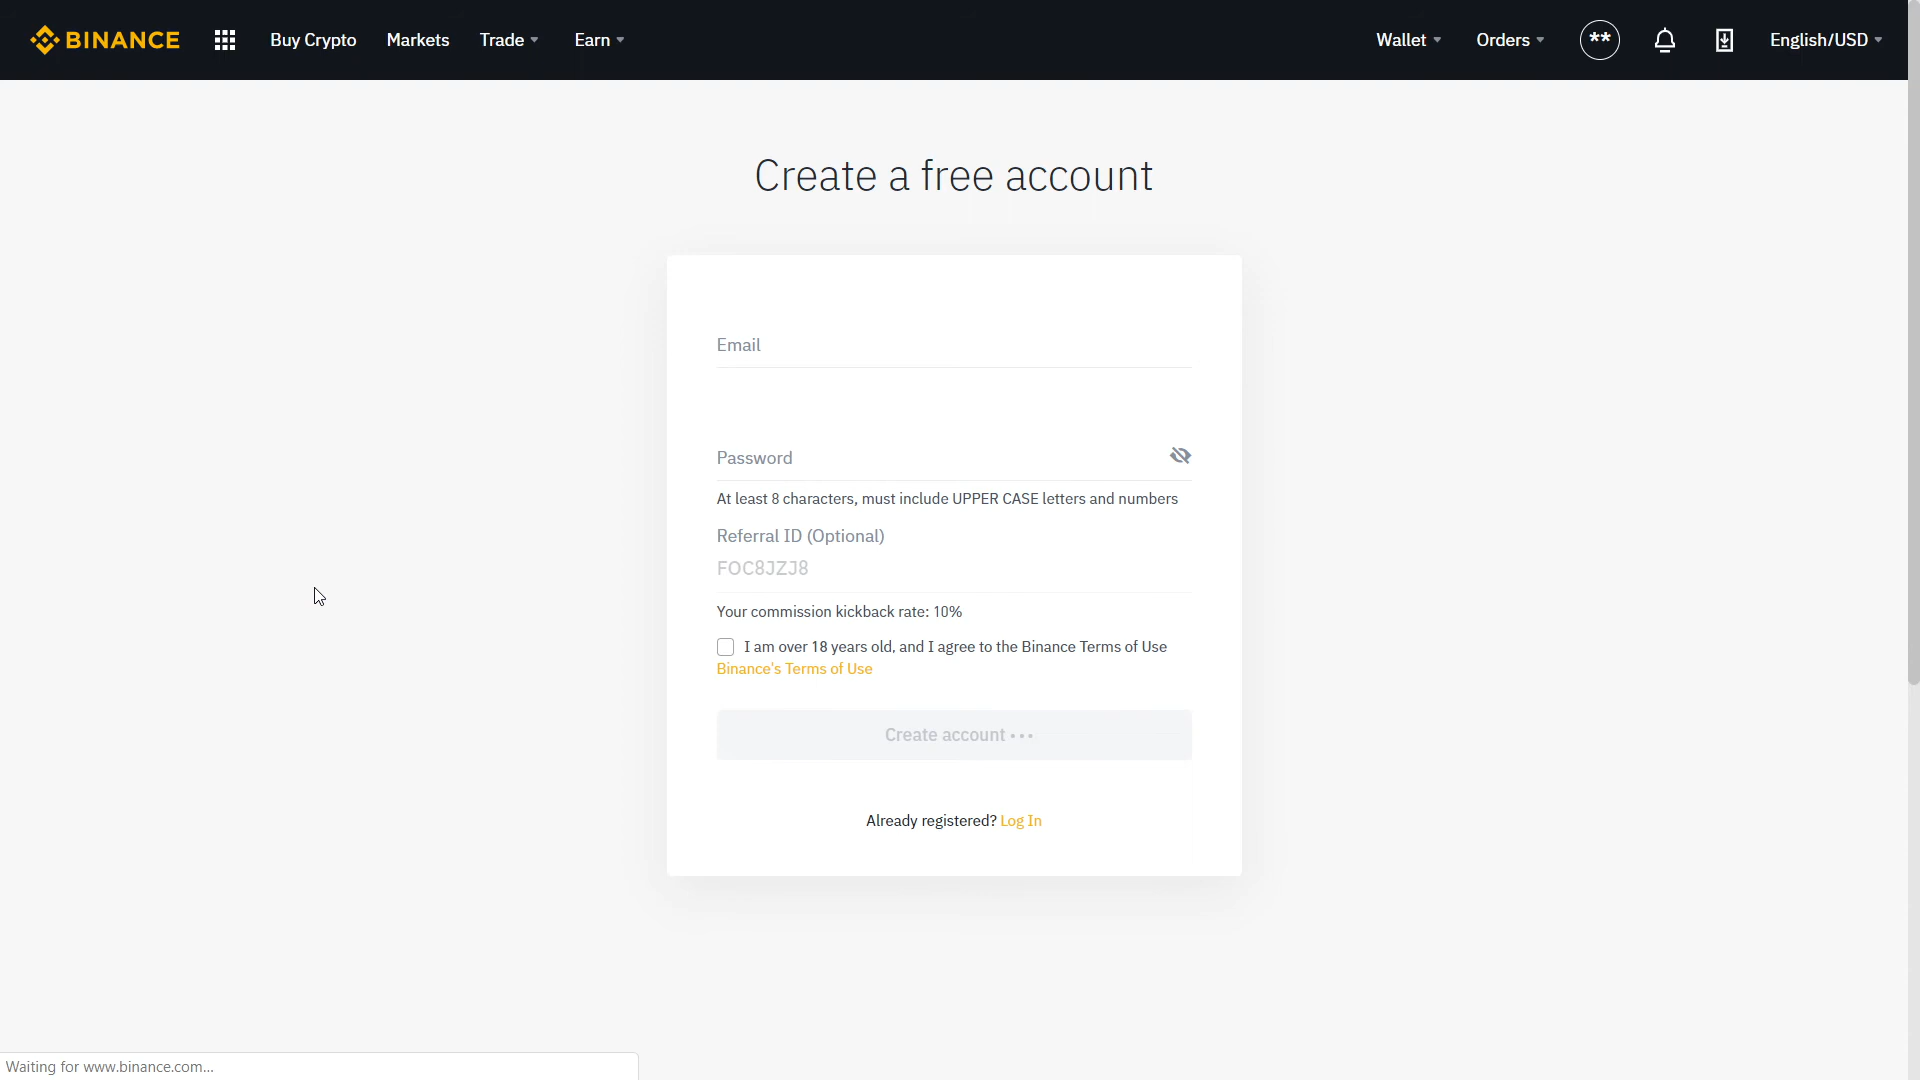 BINANCE
Buy Crypto
Markets
Trade
Earn
Wallet
Orders
**
English/USD
Create a free account
Email
Password
At least 8 characters, must include UPPER CASE letters and numbers
Referral ID (Optional)
FOC8JZJ8
Your commission kickback rate: 10%
I am over 18 years old, and I agree to the Binance Terms of Use
Binance's Terms of Use
Create account •••
Already registered? Log In
Waiting for www.binance.com...